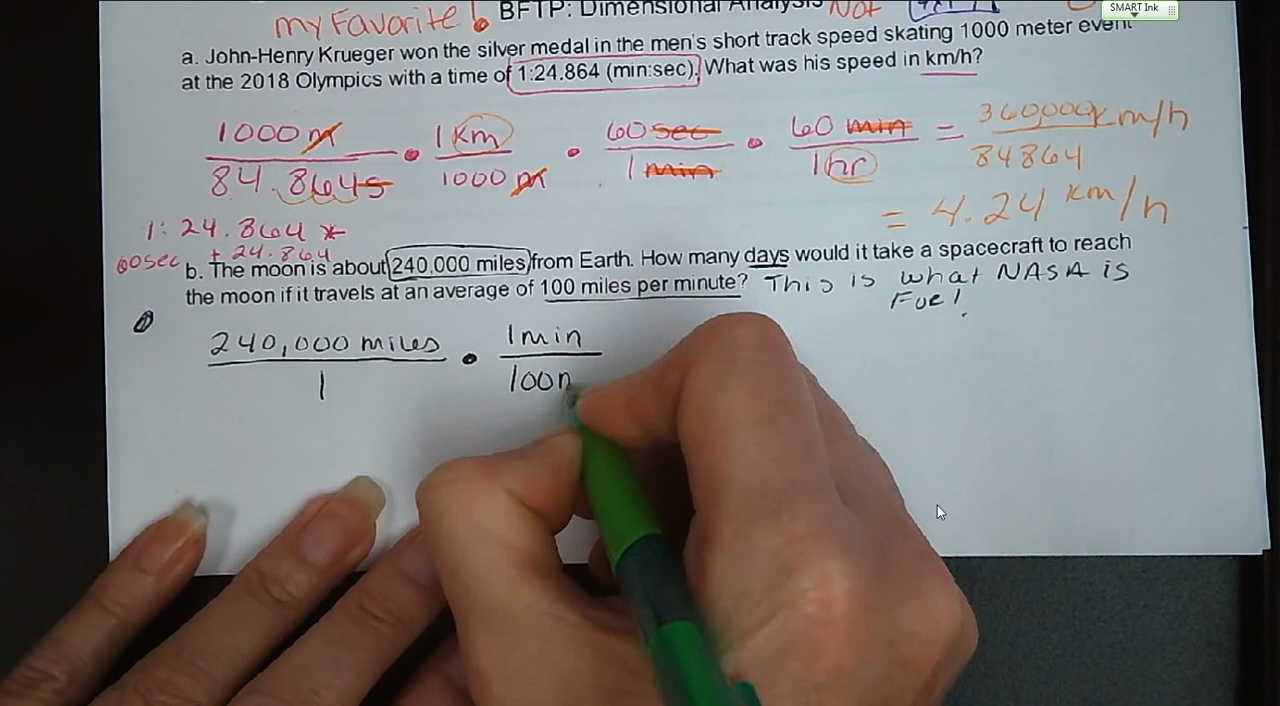 my Favorite! BFTP: Dimensional Analysis Not
SMART Ink
a. John-Henry Krueger won the silver medal in the men's short track speed skating 1000 meter event
at the 2018 Olympics with a time of 1:24.864 (min:sec). What was his speed in km/h?
1000 m / 84.864 s • 1 Km / 1000 m • 60 sec / 1 min • 60 min / 1 hr = 360,000 km/h / 84864
= 4.24 km/h
1:24.864 *
60sec + 24.864
b. The moon is about 240,000 miles from Earth. How many days would it take a spacecraft to reach
the moon if it travels at an average of 100 miles per minute? This is what NASA is
For!
240,000 miles / 1 • 1 min / 100 m